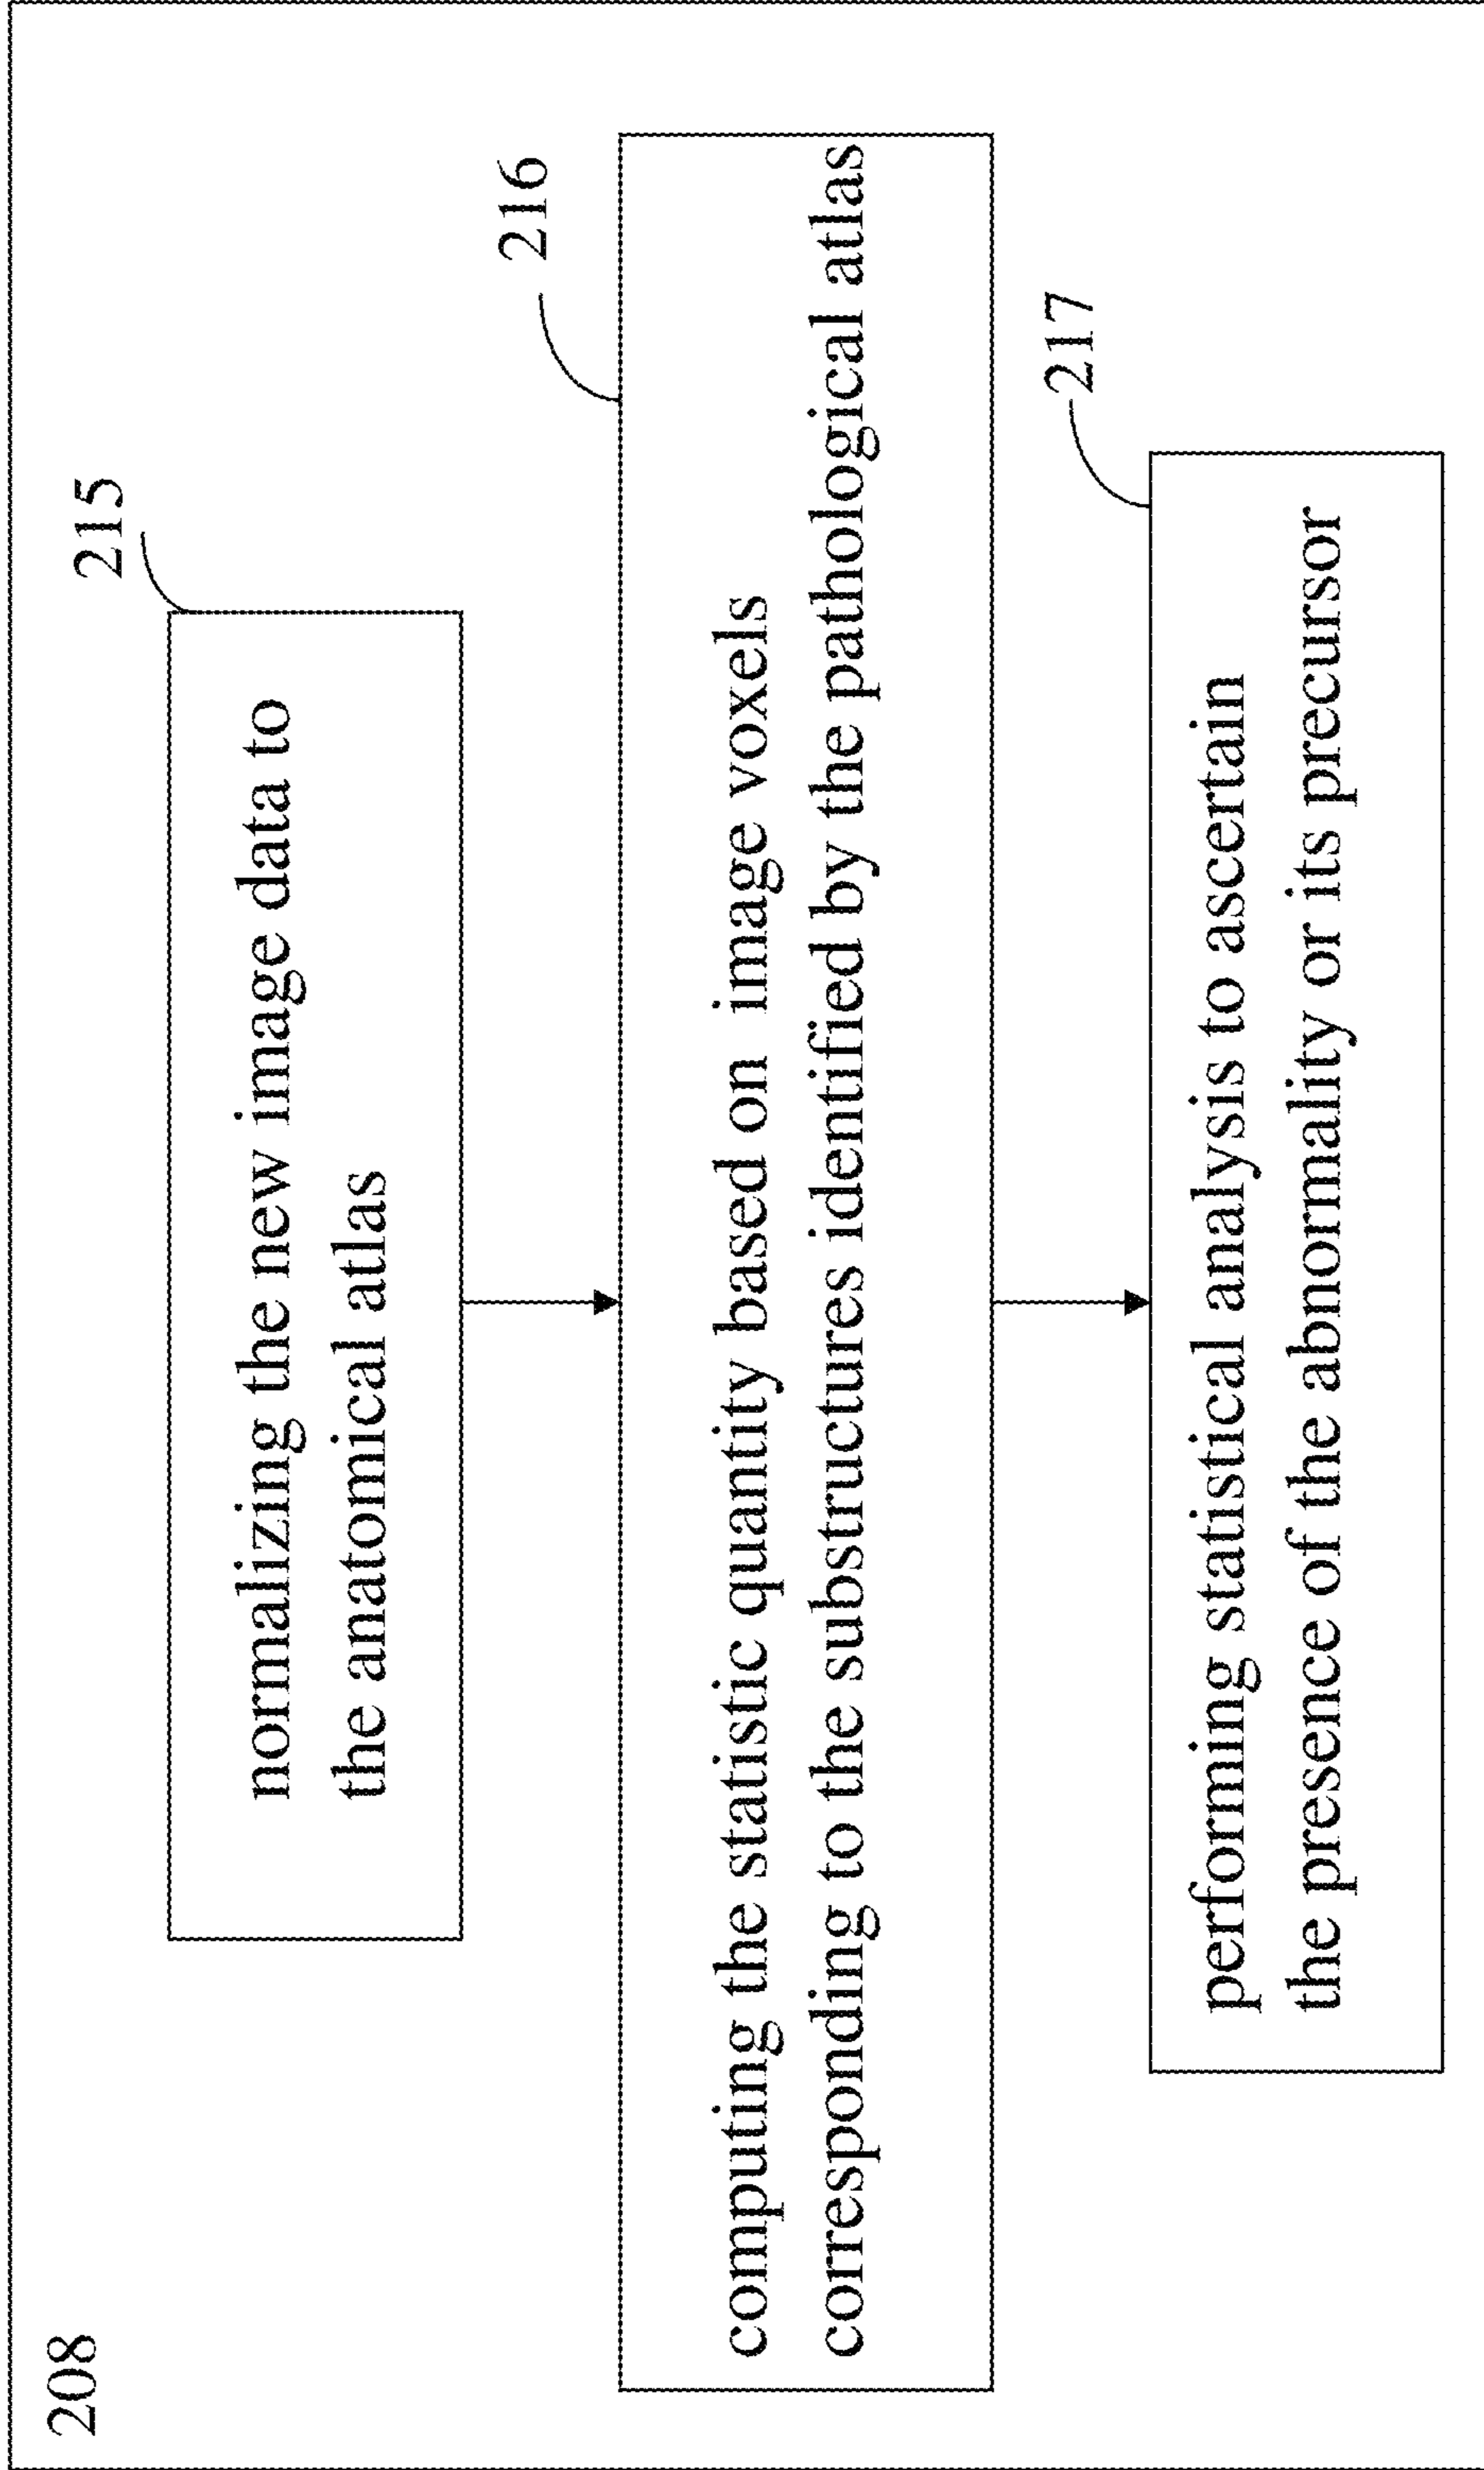 208
215
normalizing the new image data to
the anatomical atlas
216
computing the statistic quantity based on image voxels
corresponding to the substructures identified by the pathological atlas
217
performing statistical analysis to ascertain
the presence of the abnormality or its precursor